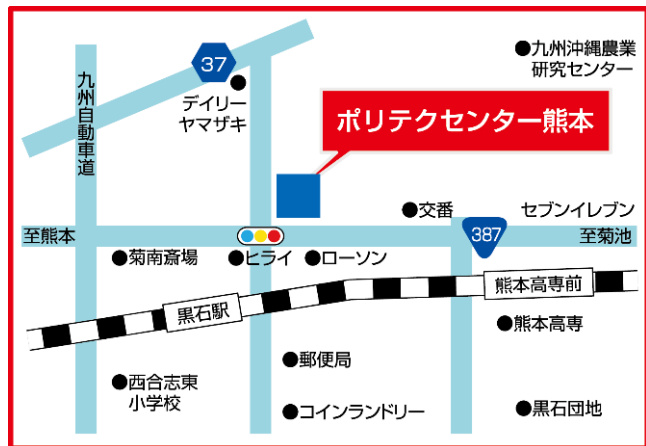 ●九州沖縄農業
研究センター
37
九州自動車道
●
デイリー
ヤマザキ
ポリテクセンター熊本
●交番
セブンイレブン
至熊本
387
至菊池
●菊南斎場
●ヒライ
●ローソン
黒石駅
熊本高専前
●熊本高専
●郵便局
●西合志東
小学校
●コインランドリー
●黒石団地